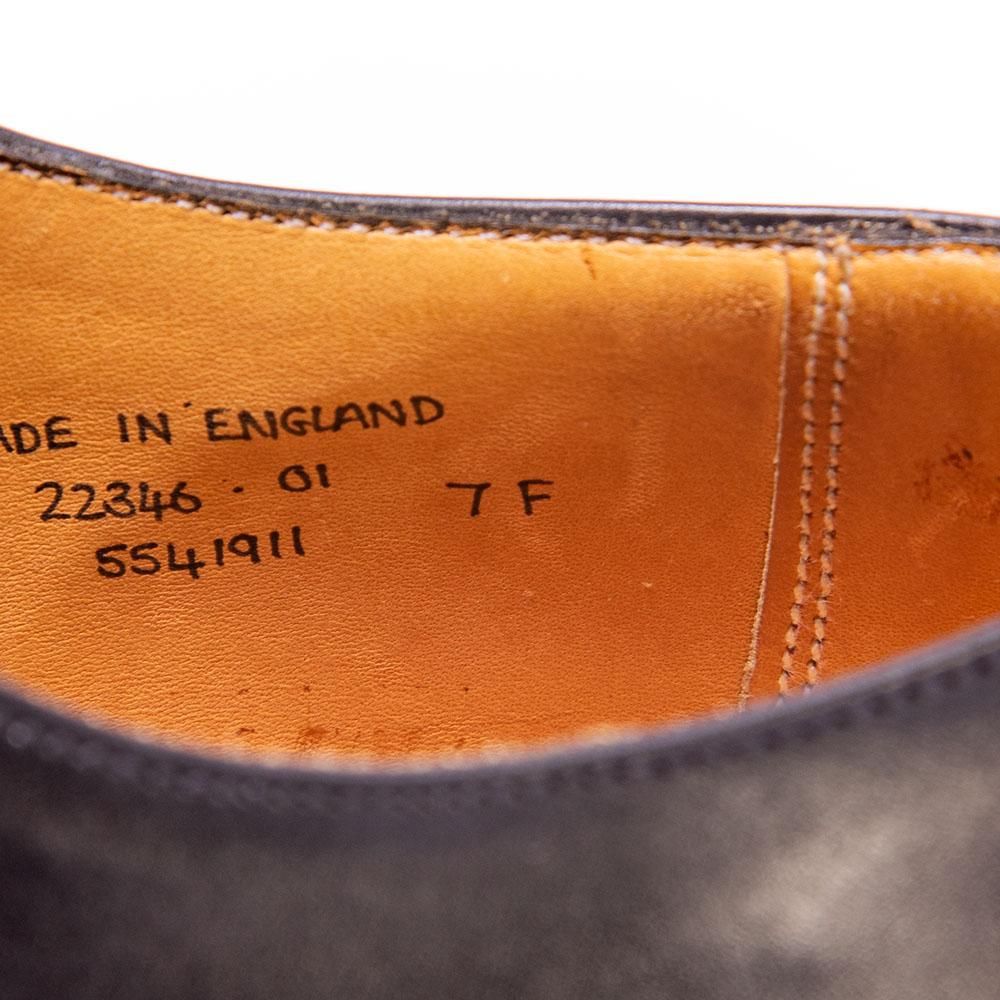 ADE IN ENGLAND
22346 · 01 7 F
5541911